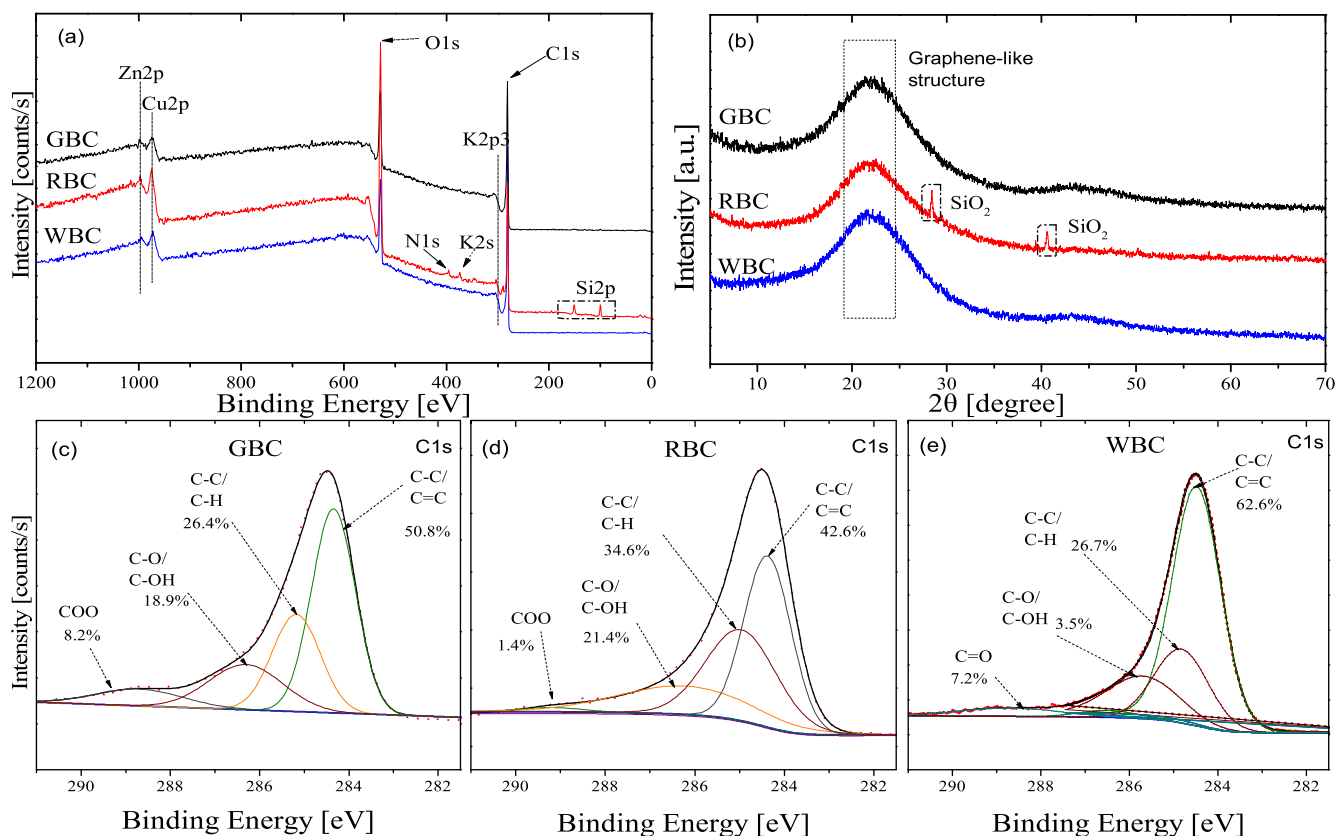 (a)
O1s
C1s
Zn2p
Cu2p
K2p3
GBC
RBC
WBC
N1s
K2s
Si2p
Intensity [counts/s]
1200 1000 800 600 400 200 0
Binding Energy [eV]
(b)
Graphene-like
structure
GBC
RBC
SiO2
SiO2
WBC
Intensity [a.u.]
10 20 30 40 50 60 70
2θ [degree]
(c)
GBC
C1s
C-C/
C-H
26.4%
C-C/
C=C
50.8%
C-O/
C-OH
18.9%
COO
8.2%
Intensity [counts/s]
290 288 286 284 282
Binding Energy [eV]
(d)
RBC
C1s
C-C/
C-H
34.6%
C-C/
C=C
42.6%
C-O/
C-OH
21.4%
COO
1.4%
290 288 286 284 282
Binding Energy [eV]
(e)
WBC
C1s
C-C/
C=C
62.6%
C-C/
C-H
26.7%
C-O/
C-OH
3.5%
C=O
7.2%
291 290 288 286 284 282
Binding Energy [eV]